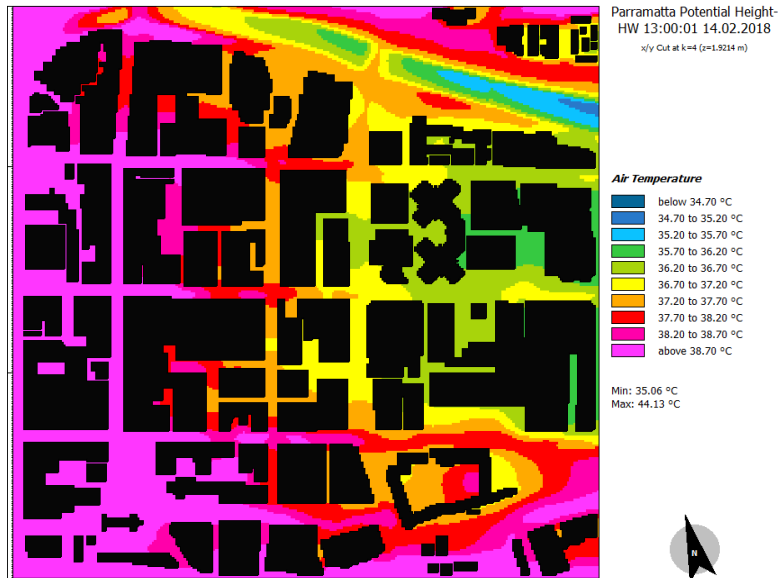 Parramatta Potential Height-
HW 13:00:01 14.02.2018
x/y Cut at k=4 (z=1.9214 m)
Air Temperature
below 34.70 °C
34.70 to 35.20 °C
35.20 to 35.70 °C
35.70 to 36.20 °C
36.20 to 36.70 °C
36.70 to 37.20 °C
37.20 to 37.70 °C
37.70 to 38.20 °C
38.20 to 38.70 °C
above 38.70 °C
Min: 35.06 °C
Max: 44.13 °C
N